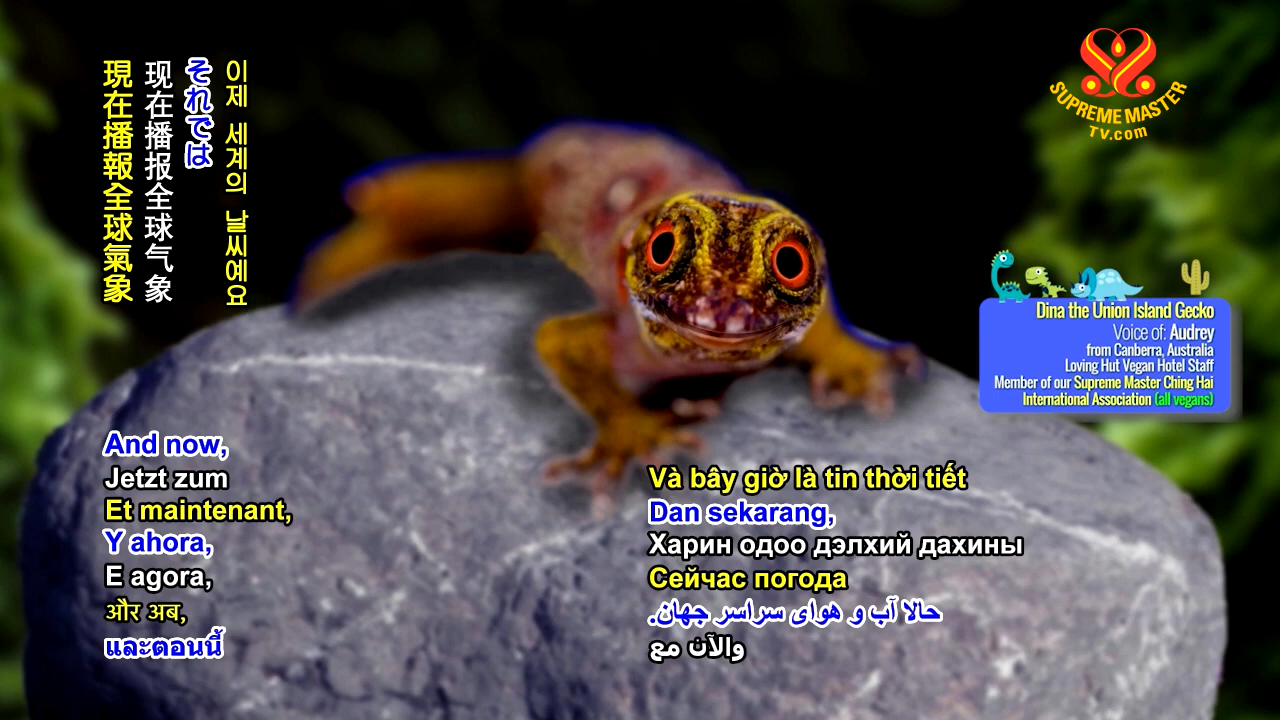 이제 세계의 날씨예요
それでは
现在播报全球气象
現在播報全球氣象
SUPREME MASTER
TV.com
Dina the Union Island Gecko
Voice of: Audrey
from Canberra, Australia
Loving Hut Vegan Hotel Staff
Member of our Supreme Master Ching Hai
International Association (all vegans)
And now,
Jetzt zum
Et maintenant,
Y ahora,
E agora,
और अब,
และตอนนี้
Và bây giờ là tin thời tiết
Dan sekarang,
Харин одоо дэлхий дахины
Сейчас погода
حالا آب و هوای سراسر جهان.
والآن مع